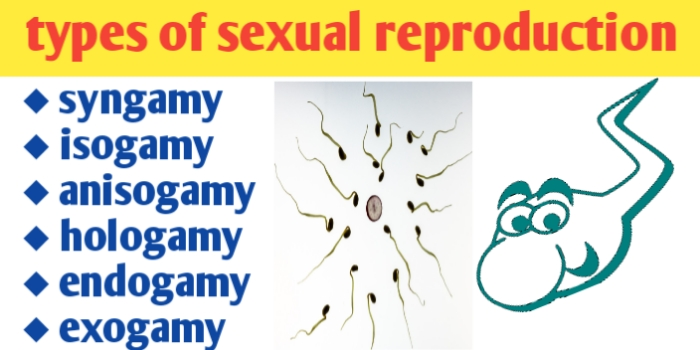 types of sexual reproduction
◆ syngamy
◆ isogamy
◆ anisogamy
◆ hologamy
◆ endogamy
◆ exogamy